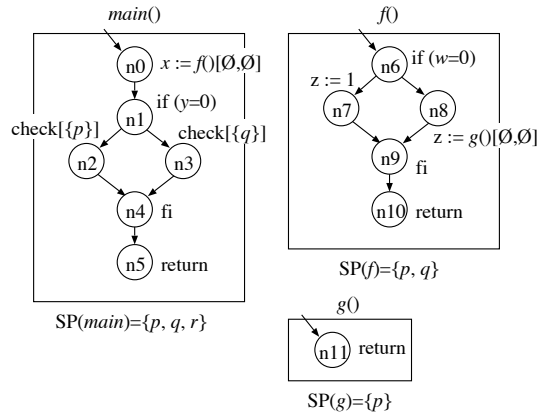 main()
n0 x := f()[Ø,Ø]
if (y=0)
n1
check[{p}]
check[{q}]
n2
n3
n4 fi
n5 return
SP(main)={p, q, r}
f()
n6 if (w=0)
z := 1
n7
n8
z := g()[Ø,Ø]
n9
fi
n10 return
SP(f)={p, q}
g()
n11 return
SP(g)={p}